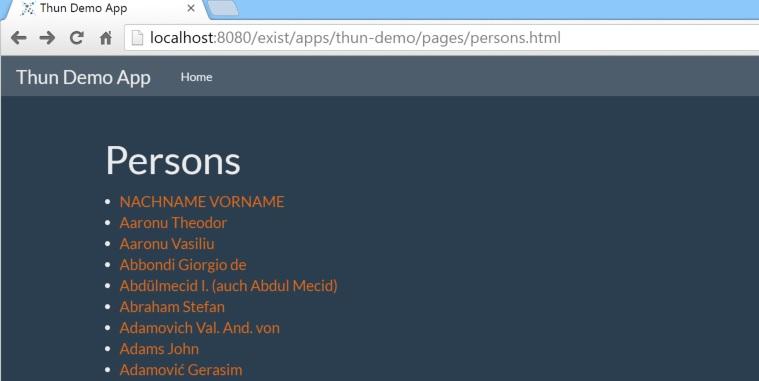 Thun Demo App
localhost:8080/exist/apps/thun-demo/pages/persons.html
Thun Demo App Home
Persons
NACHNAME VORNAME
Aaronu Theodor
Aaronu Vasiliu
Abbondi Giorgio de
Abdülmecid I. (auch Abdul Mecid)
Abraham Stefan
Adamovich Val. And. von
Adams John
Adamović Gerasim